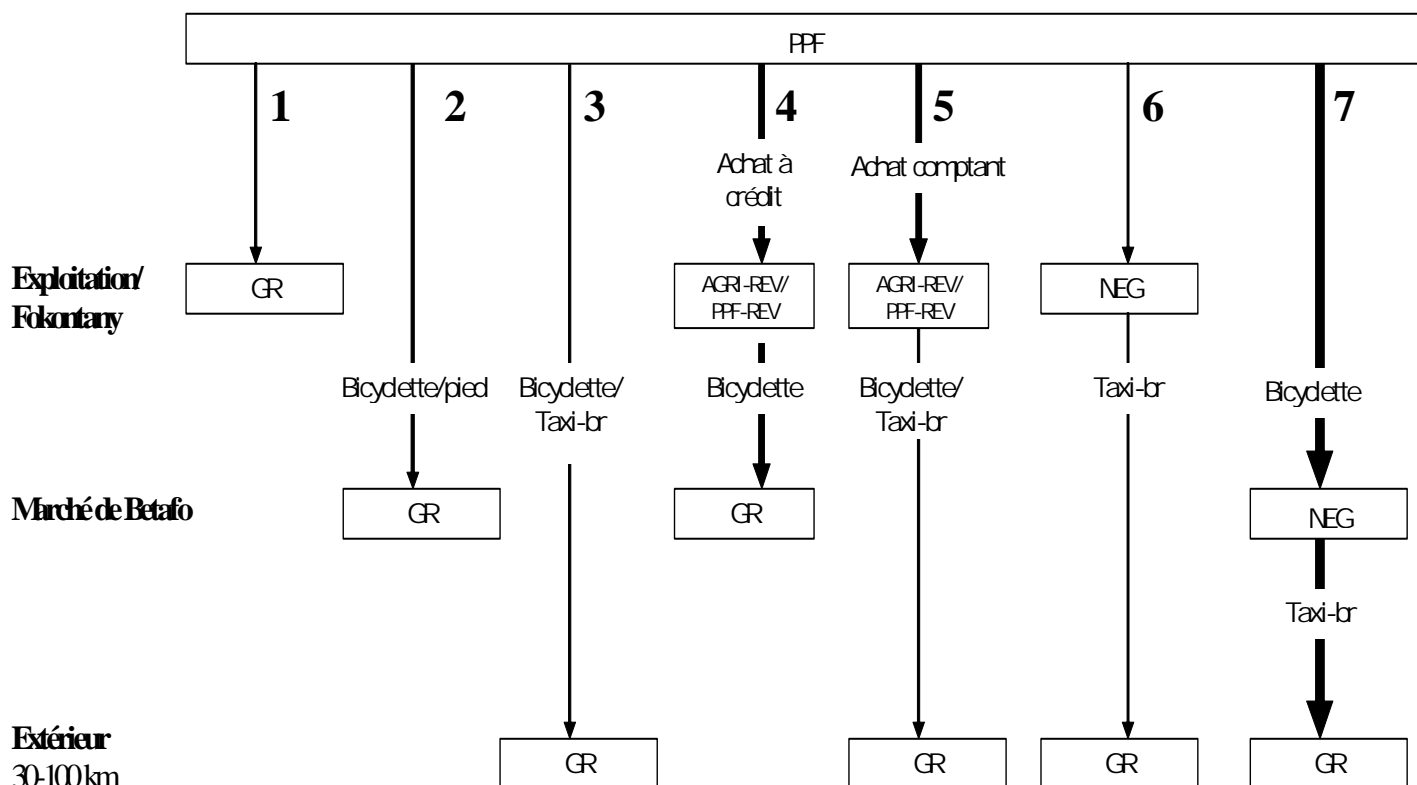 PPF
1 2 3 4 5 6 7
Achat à
crédit
Achat comptant
Exploitation/
Fokontany
GR
AGRI-REV/
PPF-REV
AGRI-REV/
PPF-REV
NEG
Bicyclette/pied
Bicyclette/
Taxi-br
Bicyclette
Bicyclette/
Taxi-br
Taxi-br
Bicyclette
Marché de Betafo
GR
GR
NEG
Taxi-br
Extérieur
30-100 km
GR
GR
GR
GR